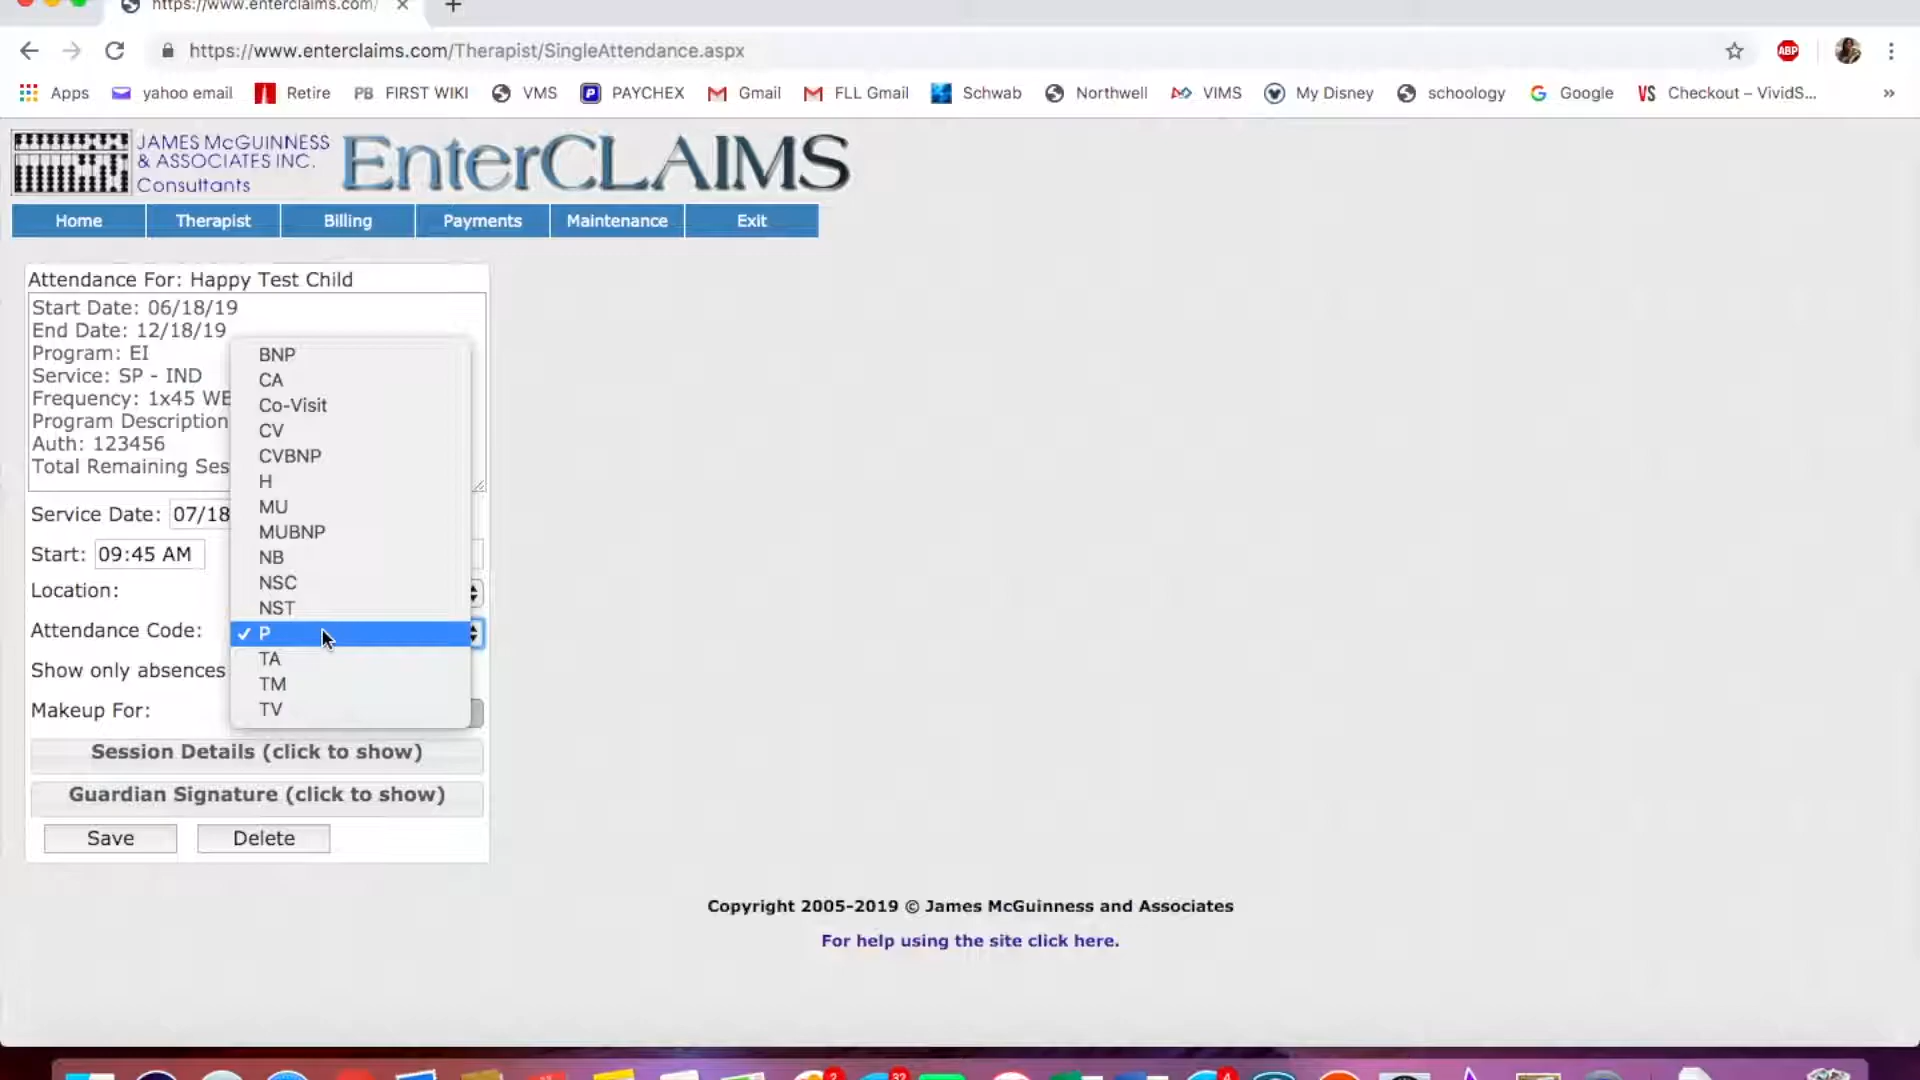 https://www.enterclaims.com/
https://www.enterclaims.com/Therapist/SingleAttendance.aspx
ABP
Apps yahoo email Retire PB FIRST WIKI VMS P PAYCHEX Gmail FLL Gmail Schwab Northwell VIMS My Disney schoology Google VS Checkout – VividS... »
JAMES McGUINNESS
& ASSOCIATES INC.
Consultants
EnterCLAIMS
Home Therapist Billing Payments Maintenance Exit
Attendance For: Happy Test Child
Start Date: 06/18/19
End Date: 12/18/19
Program: EI
Service: SP - IND
Frequency: 1x45 WE
Program Description
Auth: 123456
Total Remaining Ses
Service Date: 07/18
Start: 09:45 AM
Location:
Attendance Code:
Show only absences
Makeup For:
BNP
CA
Co-Visit
CV
CVBNP
H
MU
MUBNP
NB
NSC
NST
✓ P
TA
TM
TV
Session Details (click to show)
Guardian Signature (click to show)
Save Delete
Copyright 2005-2019 © James McGuinness and Associates
For help using the site click here.
2 32 4